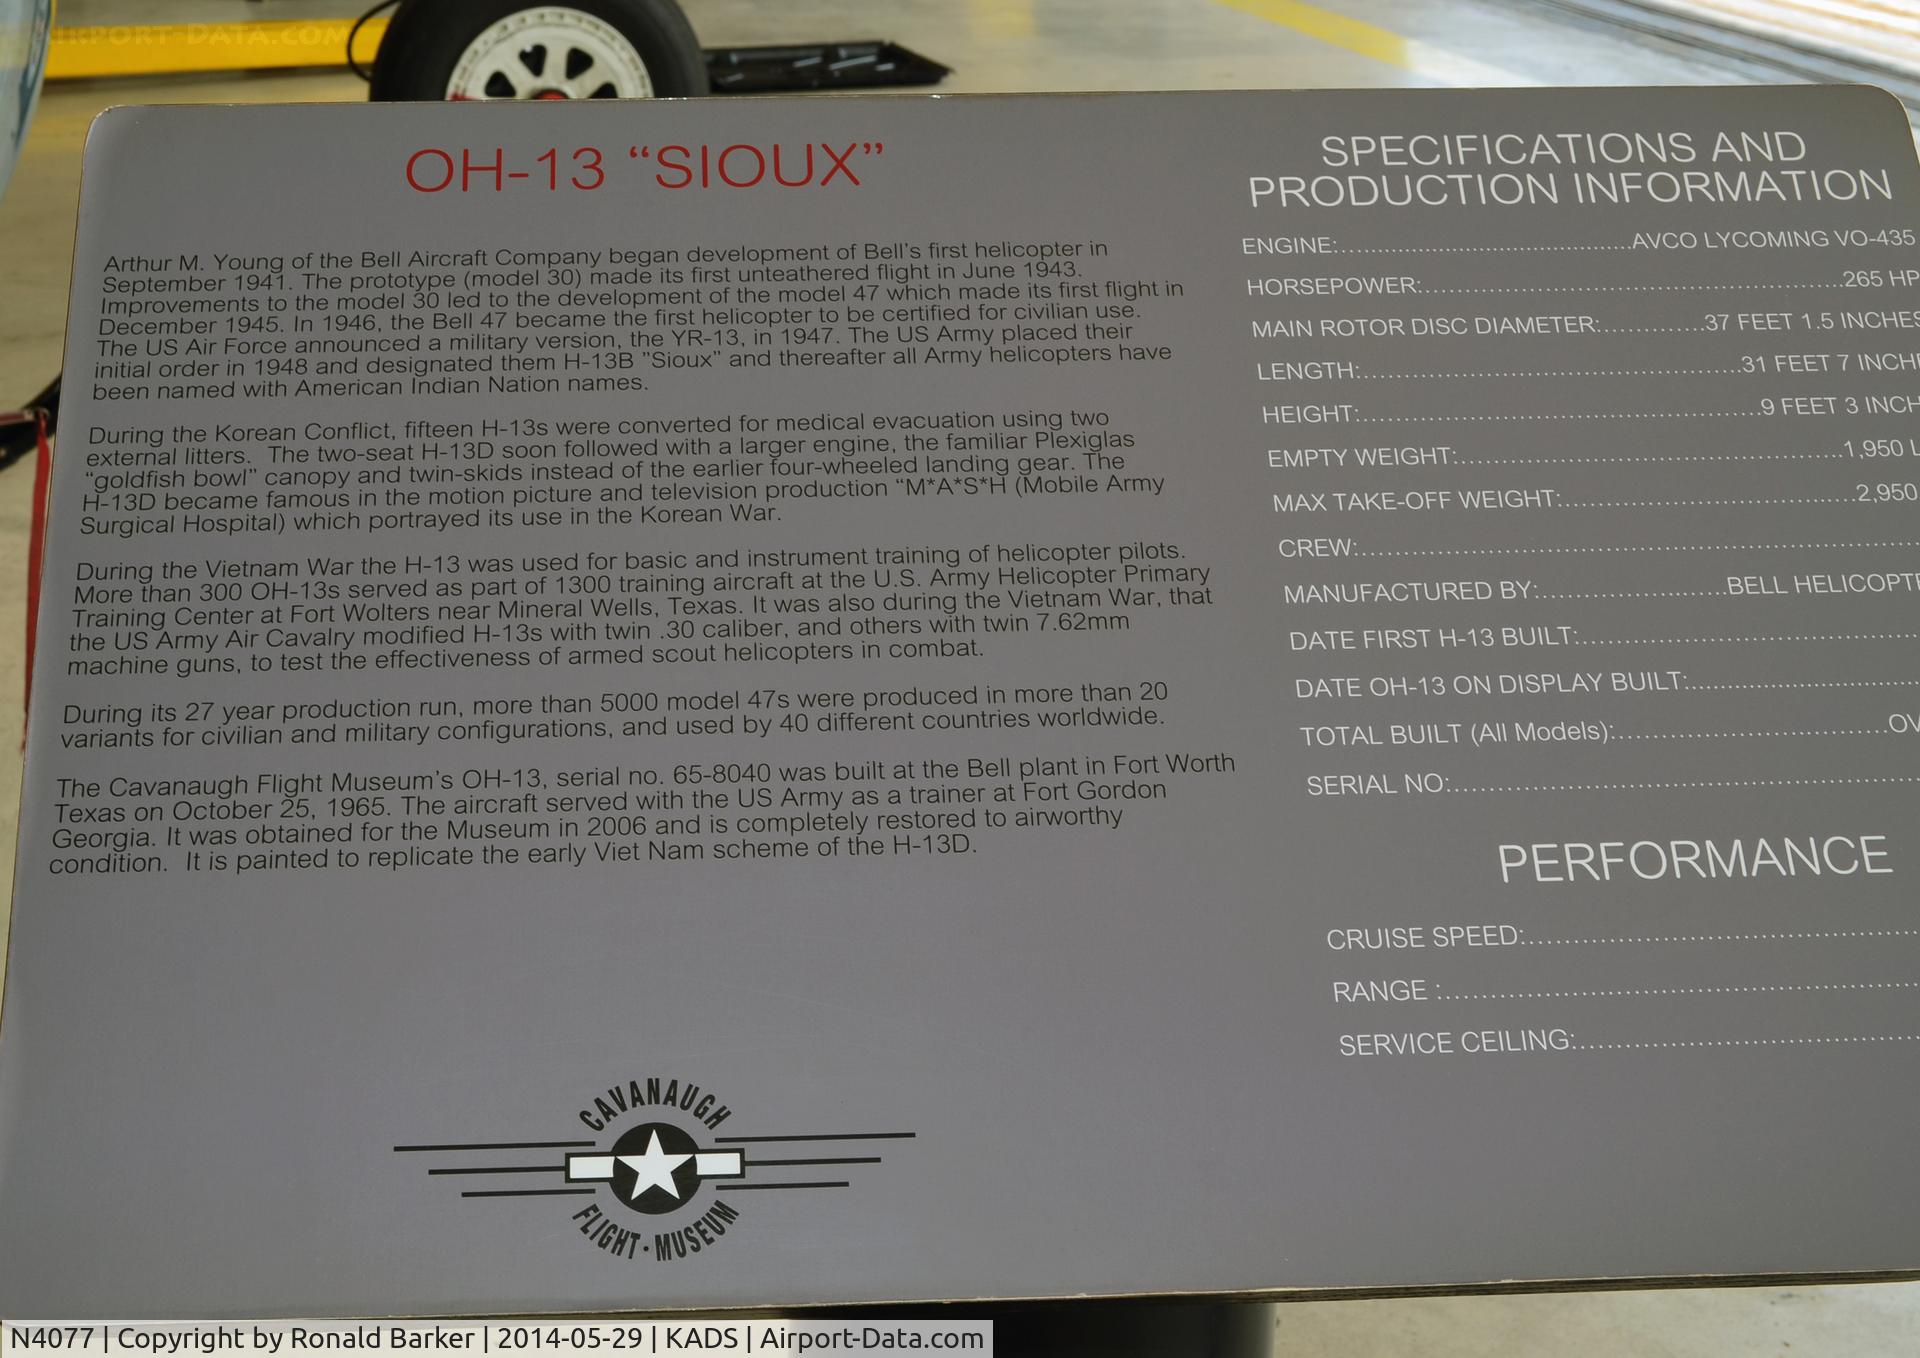 AIRPORT-DATA.COM
OH-13 “SIOUX”
Arthur M. Young of the Bell Aircraft Company began development of Bell's first helicopter in
September 1941. The prototype (model 30) made its first unteathered flight in June 1943.
Improvements to the model 30 led to the development of the model 47 which made its first flight in
December 1945. In 1946, the Bell 47 became the first helicopter to be certified for civilian use.
The US Air Force announced a military version, the YR-13, in 1947. The US Army placed their
initial order in 1948 and designated them H-13B "Sioux" and thereafter all Army helicopters have
been named with American Indian Nation names.
During the Korean Conflict, fifteen H-13s were converted for medical evacuation using two
external litters. The two-seat H-13D soon followed with a larger engine, the familiar Plexiglas
“goldfish bowl” canopy and twin-skids instead of the earlier four-wheeled landing gear. The
H-13D became famous in the motion picture and television production “M*A*S*H (Mobile Army
Surgical Hospital) which portrayed its use in the Korean War.
During the Vietnam War the H-13 was used for basic and instrument training of helicopter pilots.
More than 300 OH-13s served as part of 1300 training aircraft at the U.S. Army Helicopter Primary
Training Center at Fort Wolters near Mineral Wells, Texas. It was also during the Vietnam War, that
the US Army Air Cavalry modified H-13s with twin .30 caliber, and others with twin 7.62mm
machine guns, to test the effectiveness of armed scout helicopters in combat.
During its 27 year production run, more than 5000 model 47s were produced in more than 20
variants for civilian and military configurations, and used by 40 different countries worldwide.
The Cavanaugh Flight Museum's OH-13, serial no. 65-8040 was built at the Bell plant in Fort Worth
Texas on October 25, 1965. The aircraft served with the US Army as a trainer at Fort Gordon
Georgia. It was obtained for the Museum in 2006 and is completely restored to airworthy
condition. It is painted to replicate the early Viet Nam scheme of the H-13D.
CAVANAUGH
FLIGHT · MUSEUM
SPECIFICATIONS AND
PRODUCTION INFORMATION
ENGINE:..........AVCO LYCOMING VO-435
HORSEPOWER:..........265 HP
MAIN ROTOR DISC DIAMETER:..........37 FEET 1.5 INCHES
LENGTH:..........31 FEET 7 INCHE
HEIGHT:..........9 FEET 3 INCH
EMPTY WEIGHT:..........1,950 L
MAX TAKE-OFF WEIGHT:..........2,950
CREW:..........
MANUFACTURED BY:..........BELL HELICOPTE
DATE FIRST H-13 BUILT:..........
DATE OH-13 ON DISPLAY BUILT:..........
TOTAL BUILT (All Models):..........OV
SERIAL NO:..........
PERFORMANCE
CRUISE SPEED:..........
RANGE :..........
SERVICE CEILING:..........
N4077 | Copyright by Ronald Barker | 2014-05-29 | KADS | Airport-Data.com